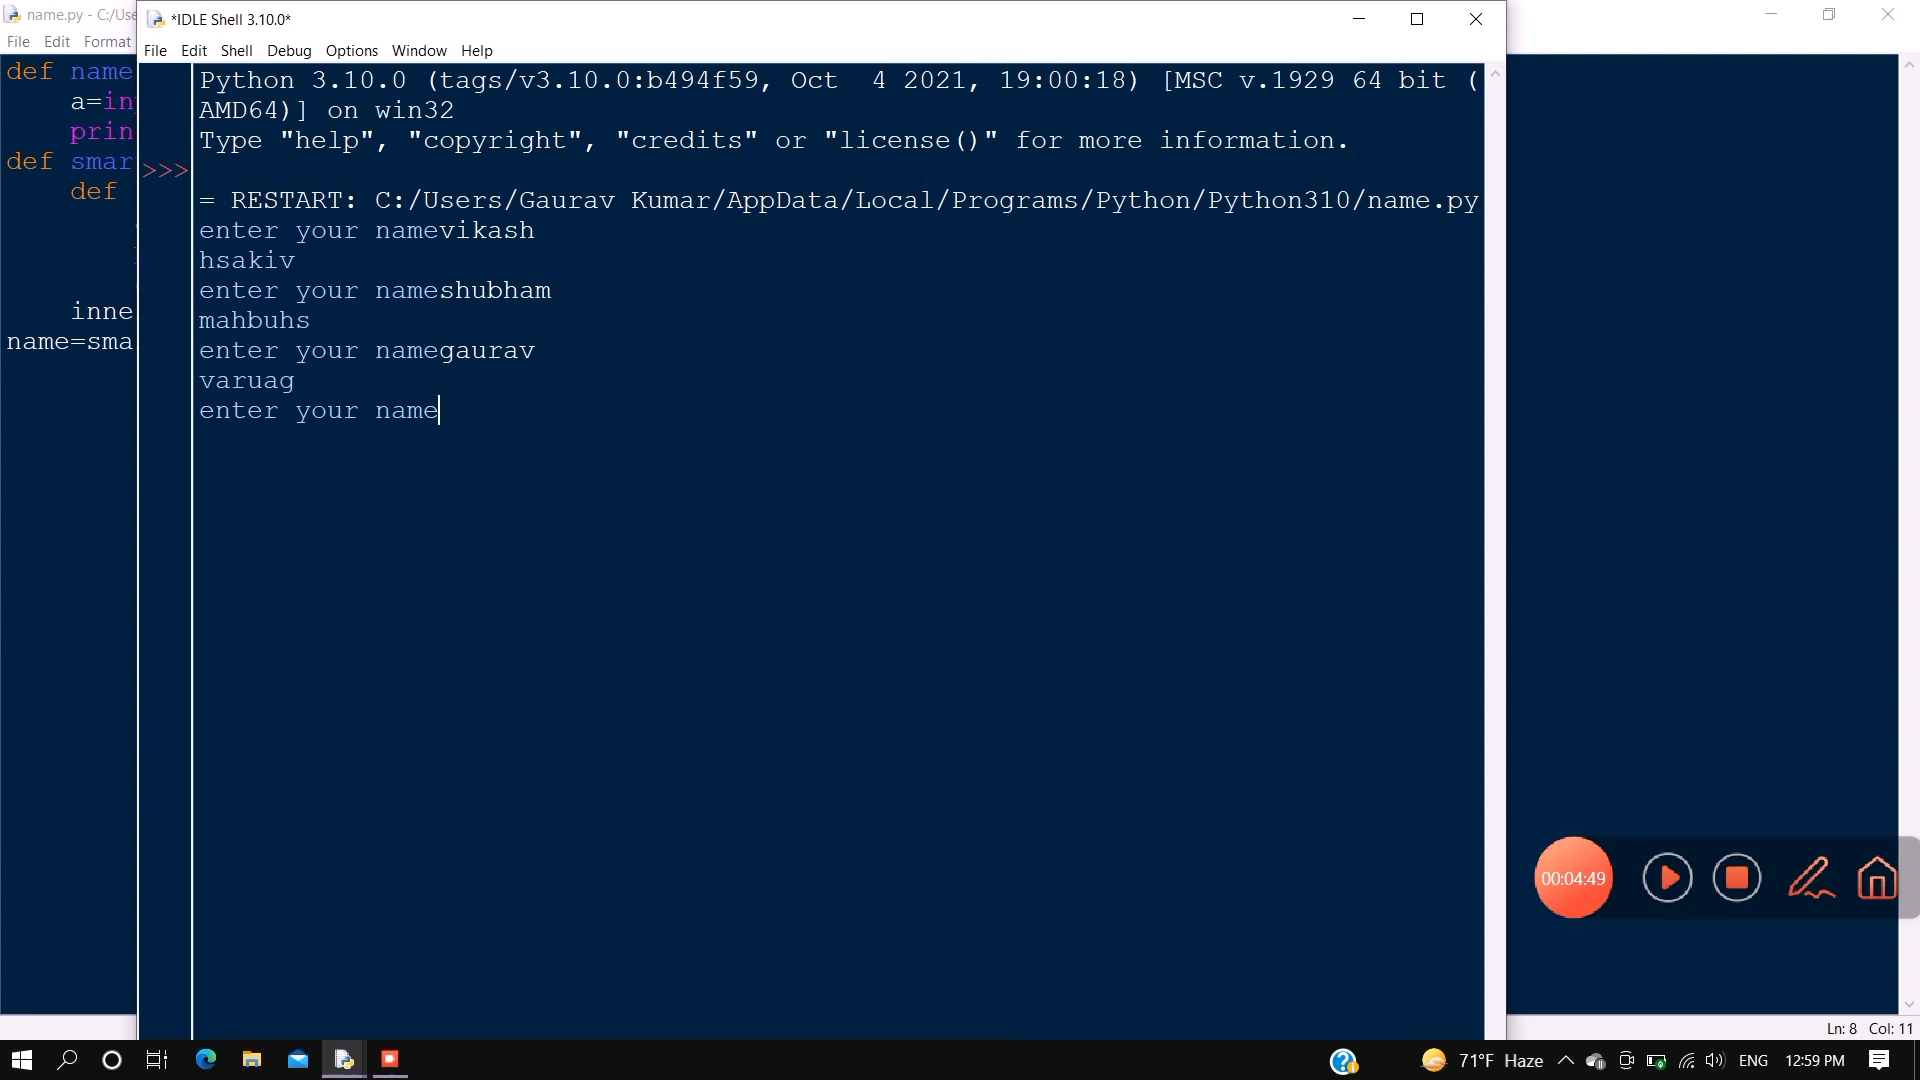 name.py - C:/Use
*IDLE Shell 3.10.0*
File Edit Format
File Edit Shell Debug Options Window Help
def name
a=in
prin
def smar
def
inne
name=sma
Python 3.10.0 (tags/v3.10.0:b494f59, Oct  4 2021, 19:00:18) [MSC v.1929 64 bit (
AMD64)] on win32
Type "help", "copyright", "credits" or "license()" for more information.
>>>
= RESTART: C:/Users/Gaurav Kumar/AppData/Local/Programs/Python/Python310/name.py
enter your namevikash
hsakiv
enter your nameshubham
mahbuhs
enter your namegaurav
varuag
enter your name
00:04:49
Ln: 8 Col: 11
71°F Haze ENG 12:59 PM